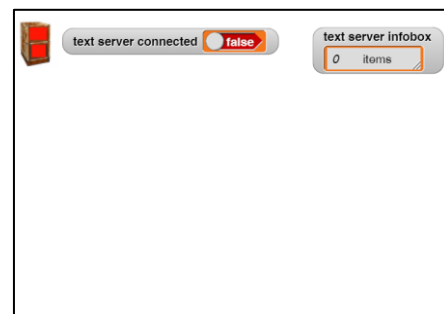 text server connected false
text server infobox
0 items